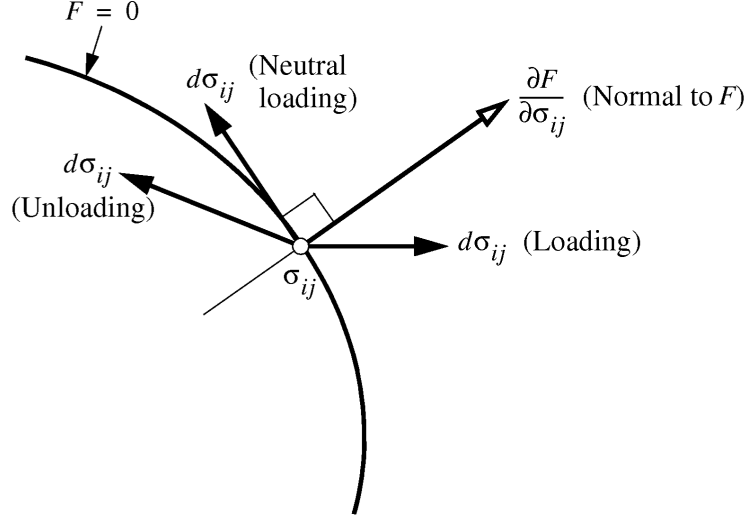 F = 0
dσij (Neutral
loading)
∂F
∂σij (Normal to F)
dσij
(Unloading)
dσij (Loading)
σij